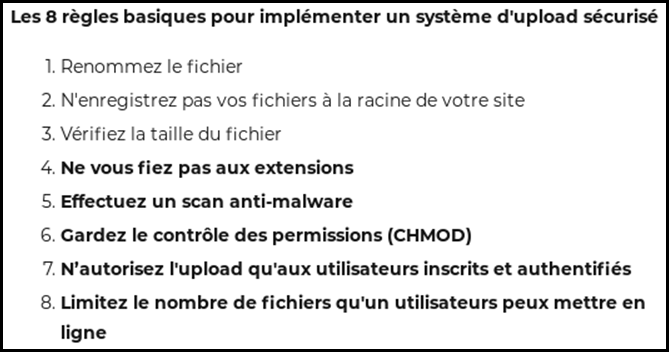 Les 8 règles basiques pour implémenter un système d'upload sécurisé
1. Renommez le fichier
2. N'enregistrez pas vos fichiers à la racine de votre site
3. Vérifiez la taille du fichier
4. Ne vous fiez pas aux extensions
5. Effectuez un scan anti-malware
6. Gardez le contrôle des permissions (CHMOD)
7. N’autorisez l'upload qu'aux utilisateurs inscrits et authentifiés
8. Limitez le nombre de fichiers qu'un utilisateurs peux mettre en
ligne